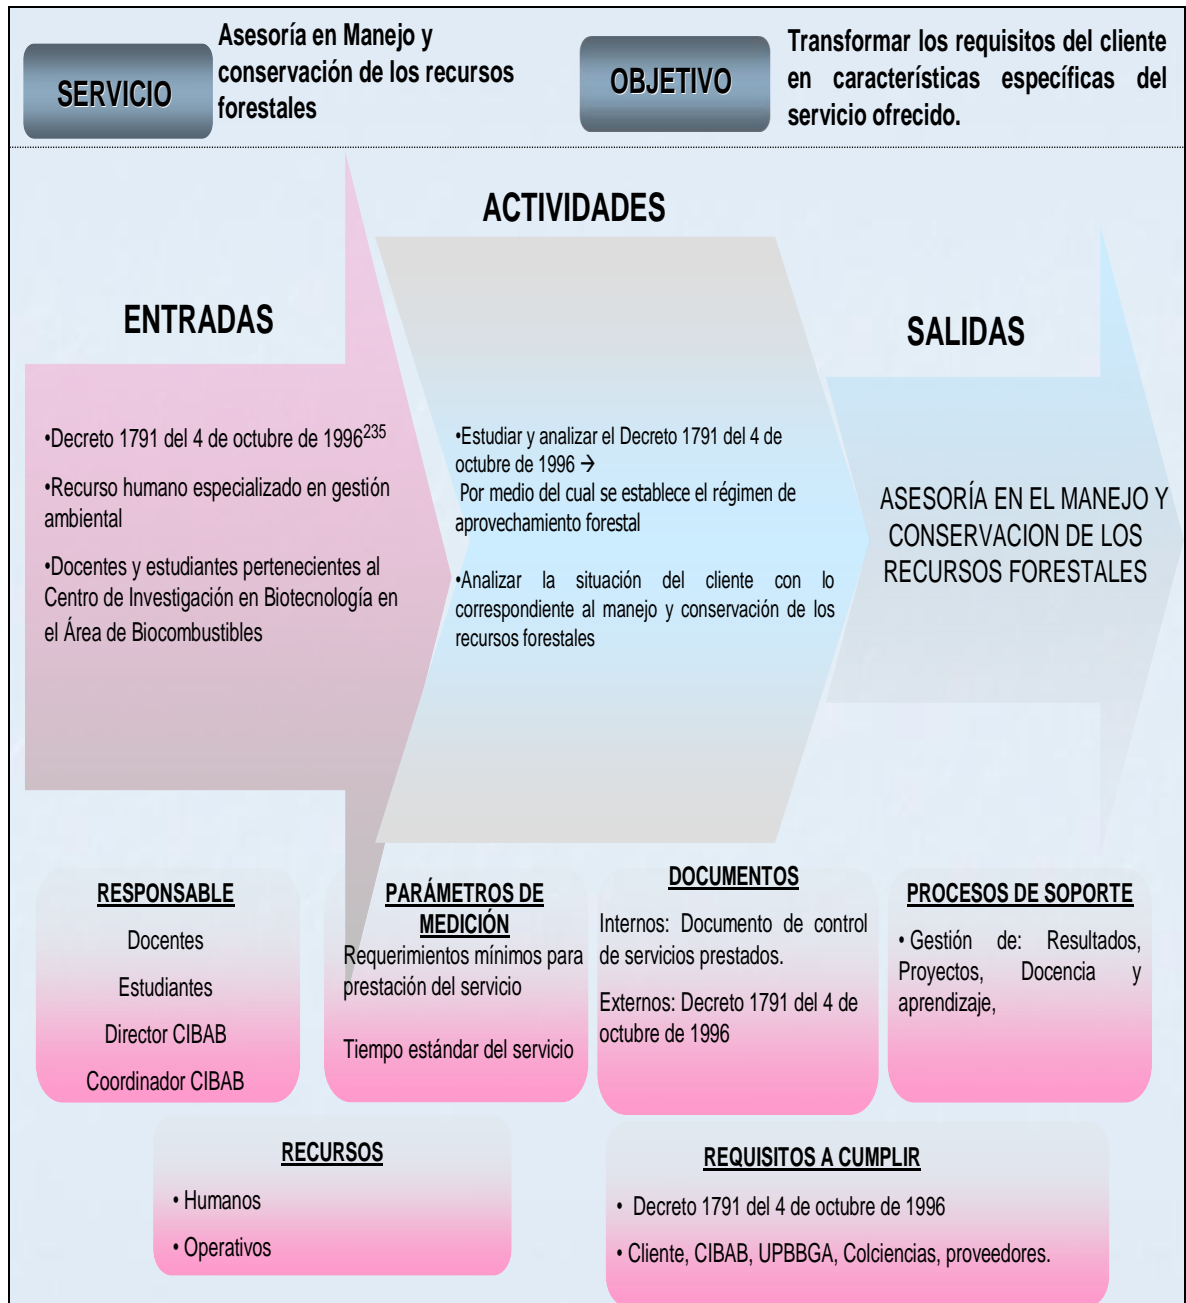 SERVICIO
Asesoría en Manejo y
conservación de los recursos
forestales
OBJETIVO
Transformar los requisitos del cliente
en características específicas del
servicio ofrecido.
ACTIVIDADES
ENTRADAS
SALIDAS
•Decreto 1791 del 4 de octubre de 1996²³⁵
•Recurso humano especializado en gestión
ambiental
•Docentes y estudiantes pertenecientes al
Centro de Investigación en Biotecnología en
el Área de Biocombustibles
•Estudiar y analizar el Decreto 1791 del 4 de
octubre de 1996 →
Por medio del cual se establece el régimen de
aprovechamiento forestal
•Analizar la situación del cliente con lo
correspondiente al manejo y conservación de los
recursos forestales
ASESORÍA EN EL MANEJO Y
CONSERVACION DE LOS
RECURSOS FORESTALES
RESPONSABLE
Docentes
Estudiantes
Director CIBAB
Coordinador CIBAB
PARÁMETROS DE
MEDICIÓN
Requerimientos mínimos para
prestación del servicio
Tiempo estándar del servicio
DOCUMENTOS
Internos: Documento de control
de servicios prestados.
Externos: Decreto 1791 del 4 de
octubre de 1996
PROCESOS DE SOPORTE
• Gestión de: Resultados,
Proyectos, Docencia y
aprendizaje,
RECURSOS
• Humanos
• Operativos
REQUISITOS A CUMPLIR
• Decreto 1791 del 4 de octubre de 1996
• Cliente, CIBAB, UPBBGA, Colciencias, proveedores.